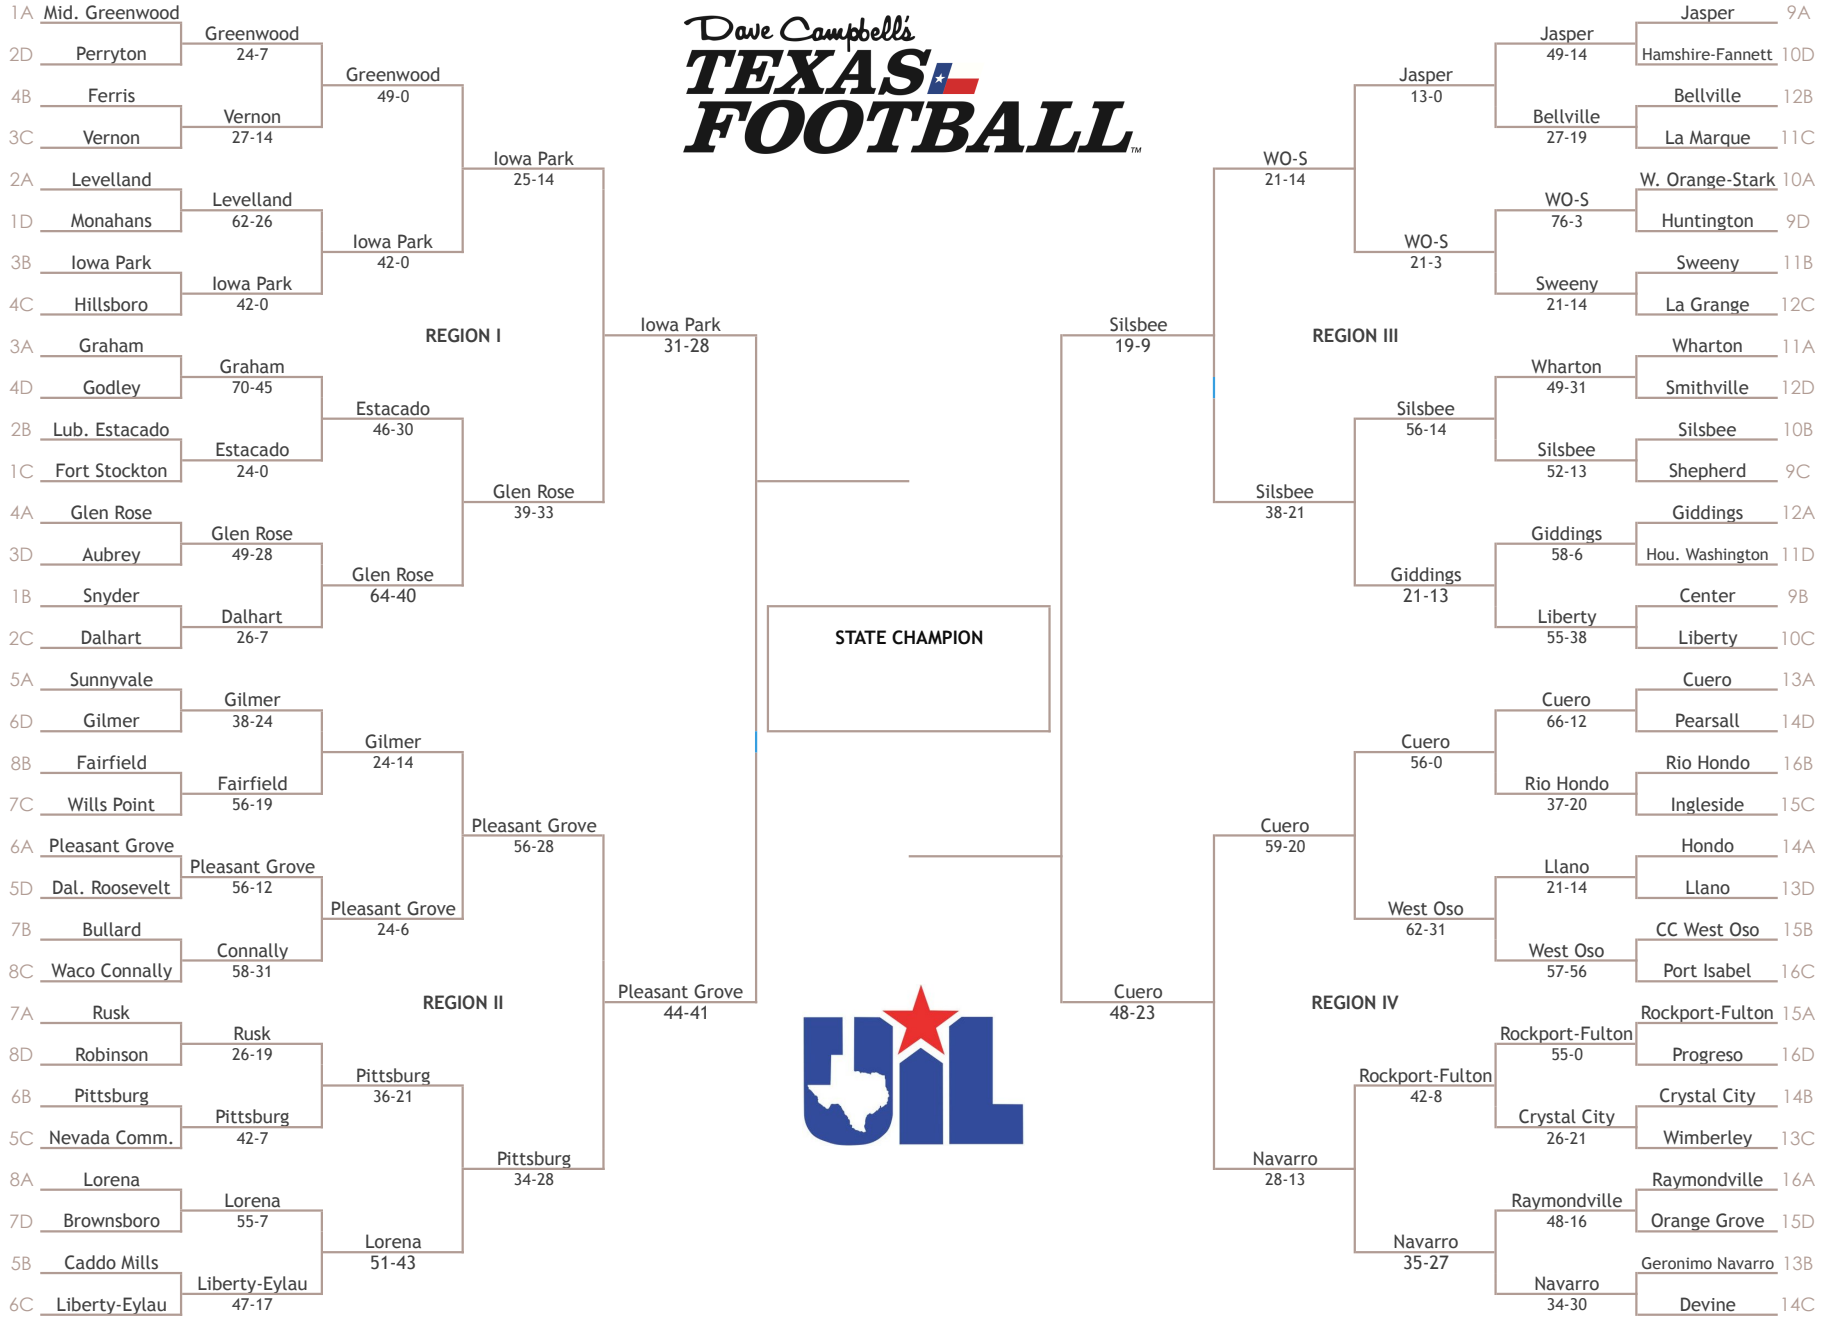 Dave Campbell's
TEXAS
FOOTBALL™
1A Mid. Greenwood
Greenwood
24-7
2D Perryton
Greenwood
49-0
4B Ferris
Vernon
27-14
3C Vernon
Iowa Park
25-14
2A Levelland
Levelland
62-26
1D Monahans
Iowa Park
42-0
3B Iowa Park
Iowa Park
42-0
4C Hillsboro
REGION I
Iowa Park
31-28
3A Graham
Graham
70-45
4D Godley
Estacado
46-30
2B Lub. Estacado
Estacado
24-0
1C Fort Stockton
Glen Rose
39-33
4A Glen Rose
Glen Rose
49-28
3D Aubrey
Glen Rose
64-40
1B Snyder
Dalhart
26-7
2C Dalhart
5A Sunnyvale
Gilmer
38-24
6D Gilmer
Gilmer
24-14
8B Fairfield
Fairfield
56-19
7C Wills Point
Pleasant Grove
56-28
6A Pleasant Grove
Pleasant Grove
56-12
5D Dal. Roosevelt
Pleasant Grove
24-6
7B Bullard
Connally
58-31
8C Waco Connally
REGION II
Pleasant Grove
44-41
7A Rusk
Rusk
26-19
8D Robinson
Pittsburg
36-21
6B Pittsburg
Pittsburg
42-7
5C Nevada Comm.
Pittsburg
34-28
8A Lorena
Lorena
55-7
7D Brownsboro
Lorena
51-43
5B Caddo Mills
Liberty-Eylau
47-17
6C Liberty-Eylau
STATE CHAMPION
UIL
Jasper 9A
Jasper
49-14
Hamshire-Fannett 10D
Jasper
13-0
Bellville 12B
Bellville
27-19
La Marque 11C
WO-S
21-14
W. Orange-Stark 10A
WO-S
76-3
Huntington 9D
WO-S
21-3
Sweeny 11B
Sweeny
21-14
La Grange 12C
Silsbee
19-9
REGION III
Wharton 11A
Wharton
49-31
Smithville 12D
Silsbee
56-14
Silsbee 10B
Silsbee
52-13
Shepherd 9C
Silsbee
38-21
Giddings 12A
Giddings
58-6
Hou. Washington 11D
Giddings
21-13
Center 9B
Liberty
55-38
Liberty 10C
Cuero 13A
Cuero
66-12
Pearsall 14D
Cuero
56-0
Rio Hondo 16B
Rio Hondo
37-20
Ingleside 15C
Cuero
59-20
Hondo 14A
Llano
21-14
Llano 13D
West Oso
62-31
CC West Oso 15B
West Oso
57-56
Port Isabel 16C
Cuero
48-23
REGION IV
Rockport-Fulton 15A
Rockport-Fulton
55-0
Progreso 16D
Rockport-Fulton
42-8
Crystal City 14B
Crystal City
26-21
Wimberley 13C
Navarro
28-13
Raymondville 16A
Raymondville
48-16
Orange Grove 15D
Navarro
35-27
Geronimo Navarro 13B
Navarro
34-30
Devine 14C